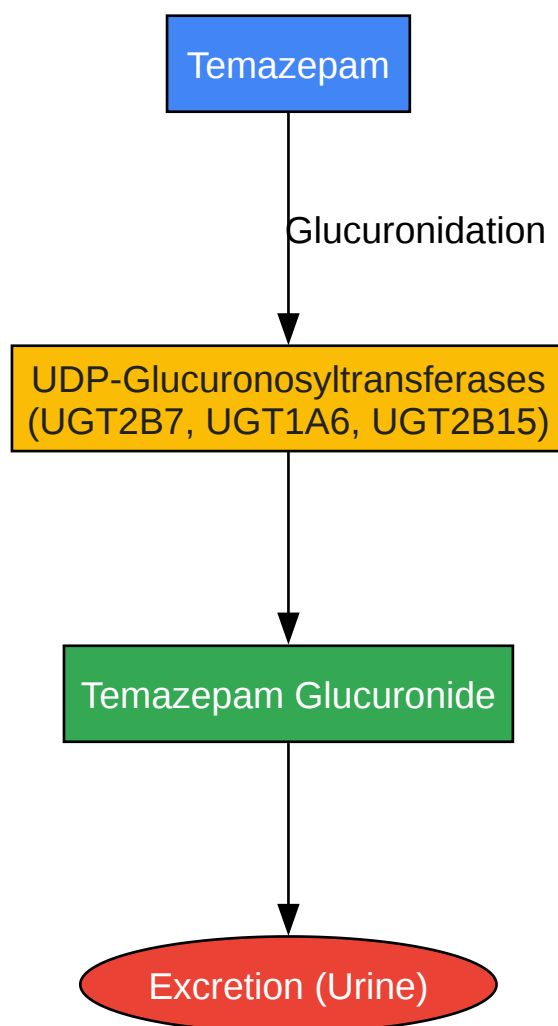 Temazepam
Glucuronidation
UDP-Glucuronosyltransferases
(UGT2B7, UGT1A6, UGT2B15)
Temazepam Glucuronide
Excretion (Urine)